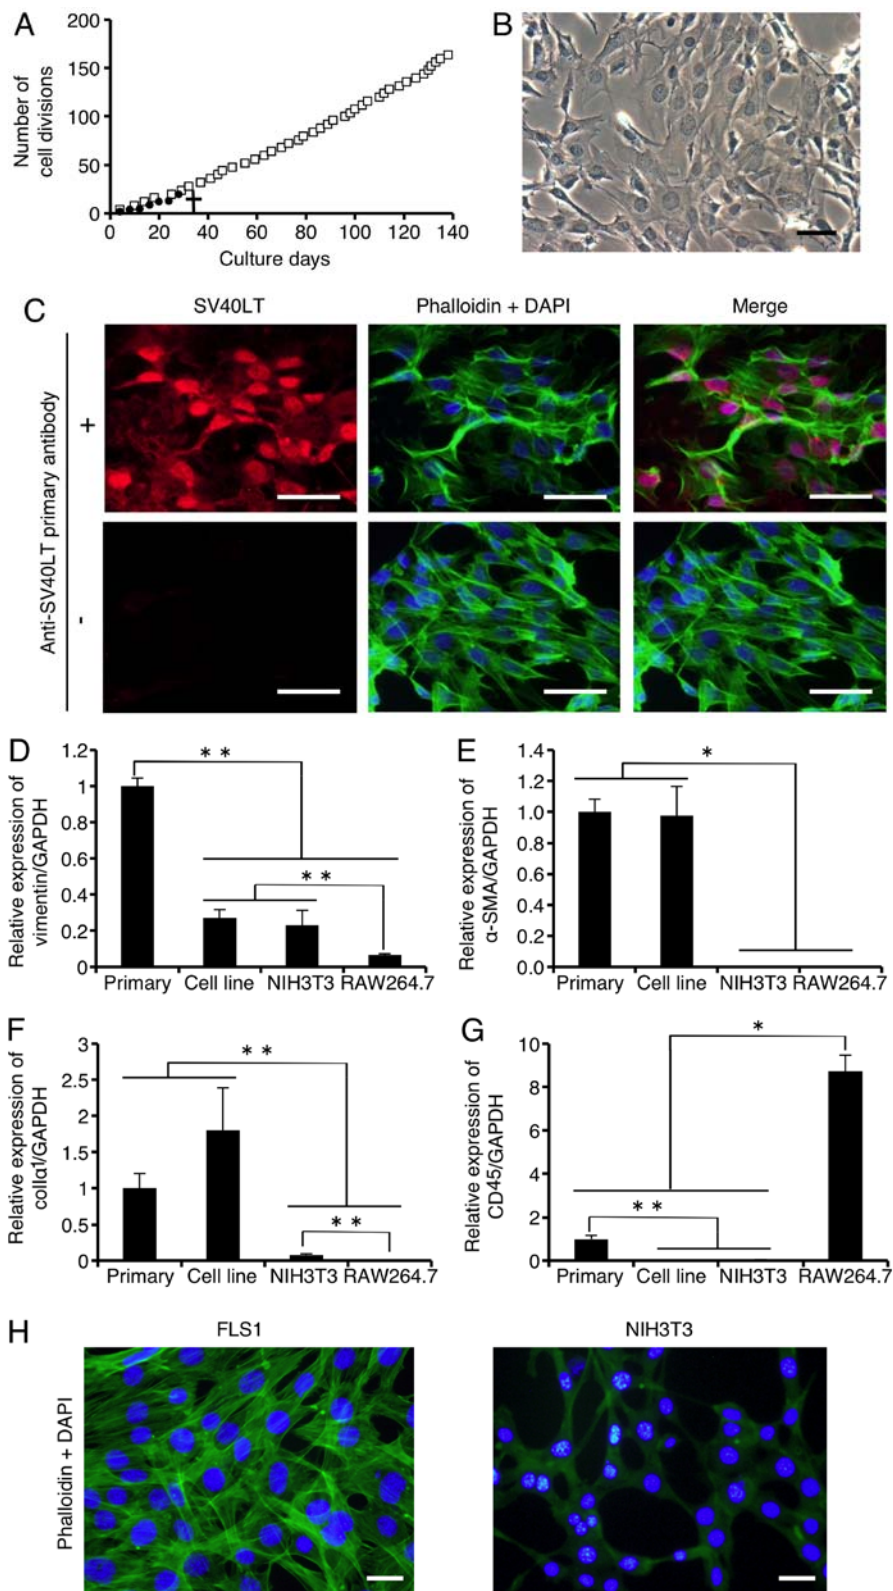 A
Number of
cell divisions
200
150
100
50
0
0 20 40 60 80 100 120 140
Culture days
B
C
SV40LT
Phalloidin + DAPI
Merge
Anti-SV40LT primary antibody
+
-
D
Relative expression of
vimentin/GAPDH
1.2
1
0.8
0.6
0.4
0.2
0
* *
* *
Primary Cell line NIH3T3 RAW264.7
E
Relative expression of
α-SMA/GAPDH
1.4
1.2
1.0
0.8
0.6
0.4
0.2
0.0
*
Primary Cell line NIH3T3 RAW264.7
F
Relative expression of
collα1/GAPDH
3
2.5
2
1.5
1
0.5
0
* *
* *
Primary Cell line NIH3T3 RAW264.7
G
Relative expression of
CD45/GAPDH
10
8
6
4
2
0
*
* *
Primary Cell line NIH3T3 RAW264.7
H
FLS1
NIH3T3
Phalloidin + DAPI